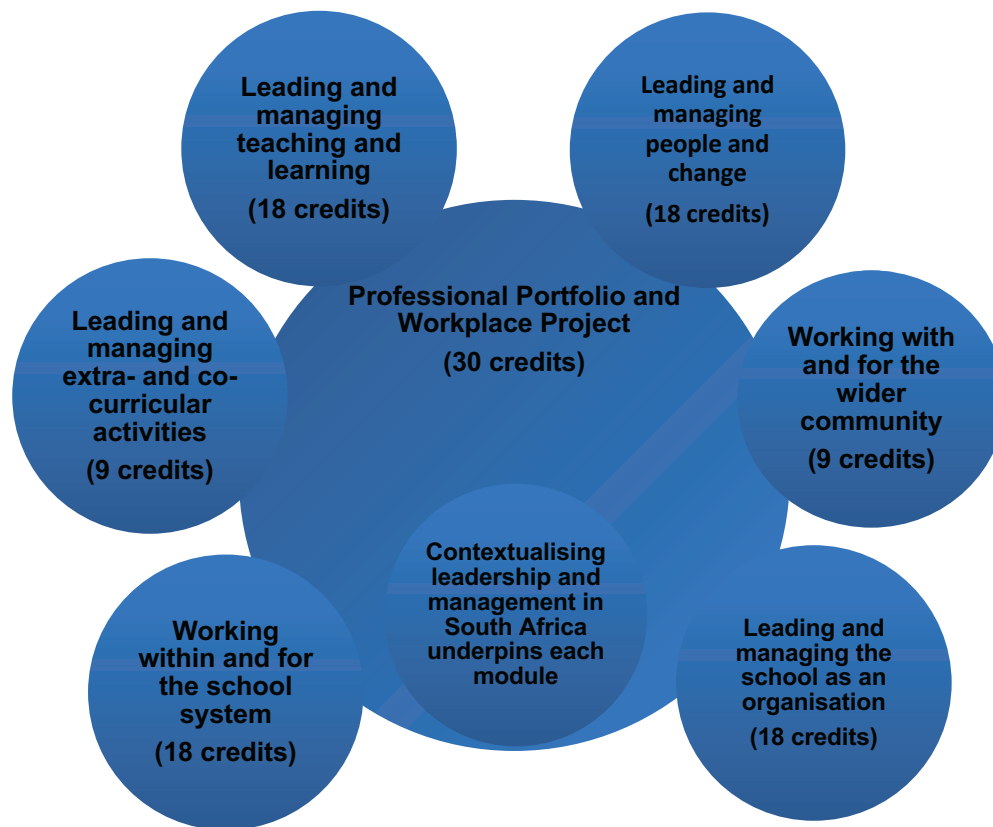 Leading and
managing
teaching and
learning
(18 credits)
Leading and
managing
people and
change
(18 credits)
Professional Portfolio and
Workplace Project
(30 credits)
Leading and
managing
extra- and co-
curricular
activities
(9 credits)
Working with
and for the
wider
community
(9 credits)
Contextualising
leadership and
management in
South Africa
underpins each
module
Working
within and for
the school
system
(18 credits)
Leading and
managing the
school as an
organisation
(18 credits)